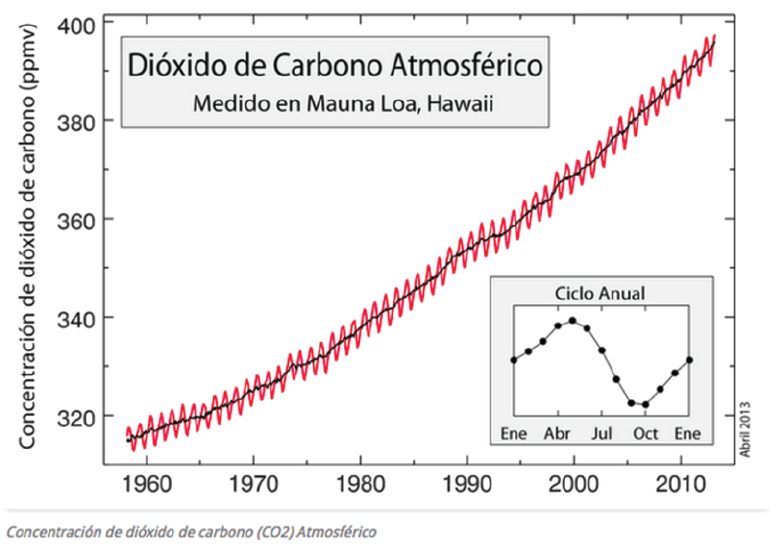 Dióxido de Carbono Atmosférico
Medido en Mauna Loa, Hawaii
Concentración de dióxido de carbono (ppmv)
400
380
360
340
320
1960 1970 1980 1990 2000 2010
Ciclo Anual
Ene Abr Jul Oct Ene
Abril 2013
Concentración de dióxido de carbono (CO2) Atmosférico